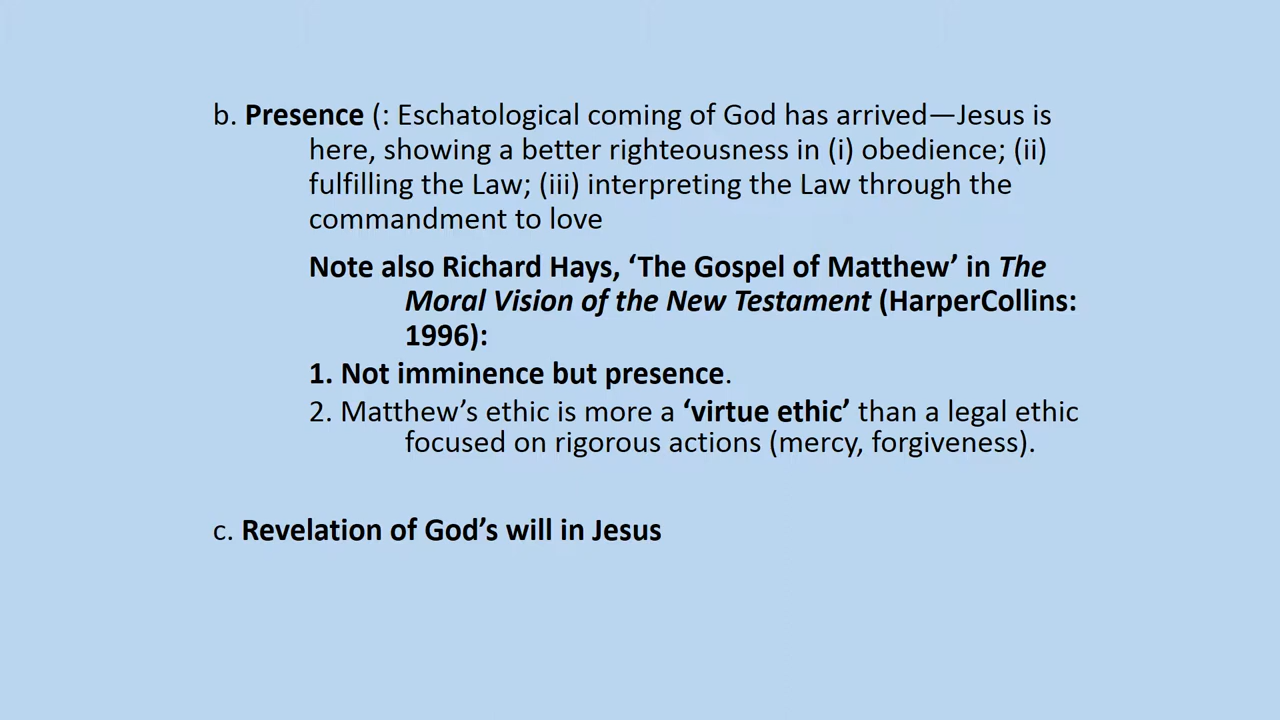 b. Presence (: Eschatological coming of God has arrived—Jesus is
here, showing a better righteousness in (i) obedience; (ii)
fulfilling the Law; (iii) interpreting the Law through the
commandment to love
Note also Richard Hays, ‘The Gospel of Matthew’ in The
Moral Vision of the New Testament (HarperCollins:
1996):
1. Not imminence but presence.
2. Matthew’s ethic is more a ‘virtue ethic’ than a legal ethic
focused on rigorous actions (mercy, forgiveness).
c. Revelation of God’s will in Jesus